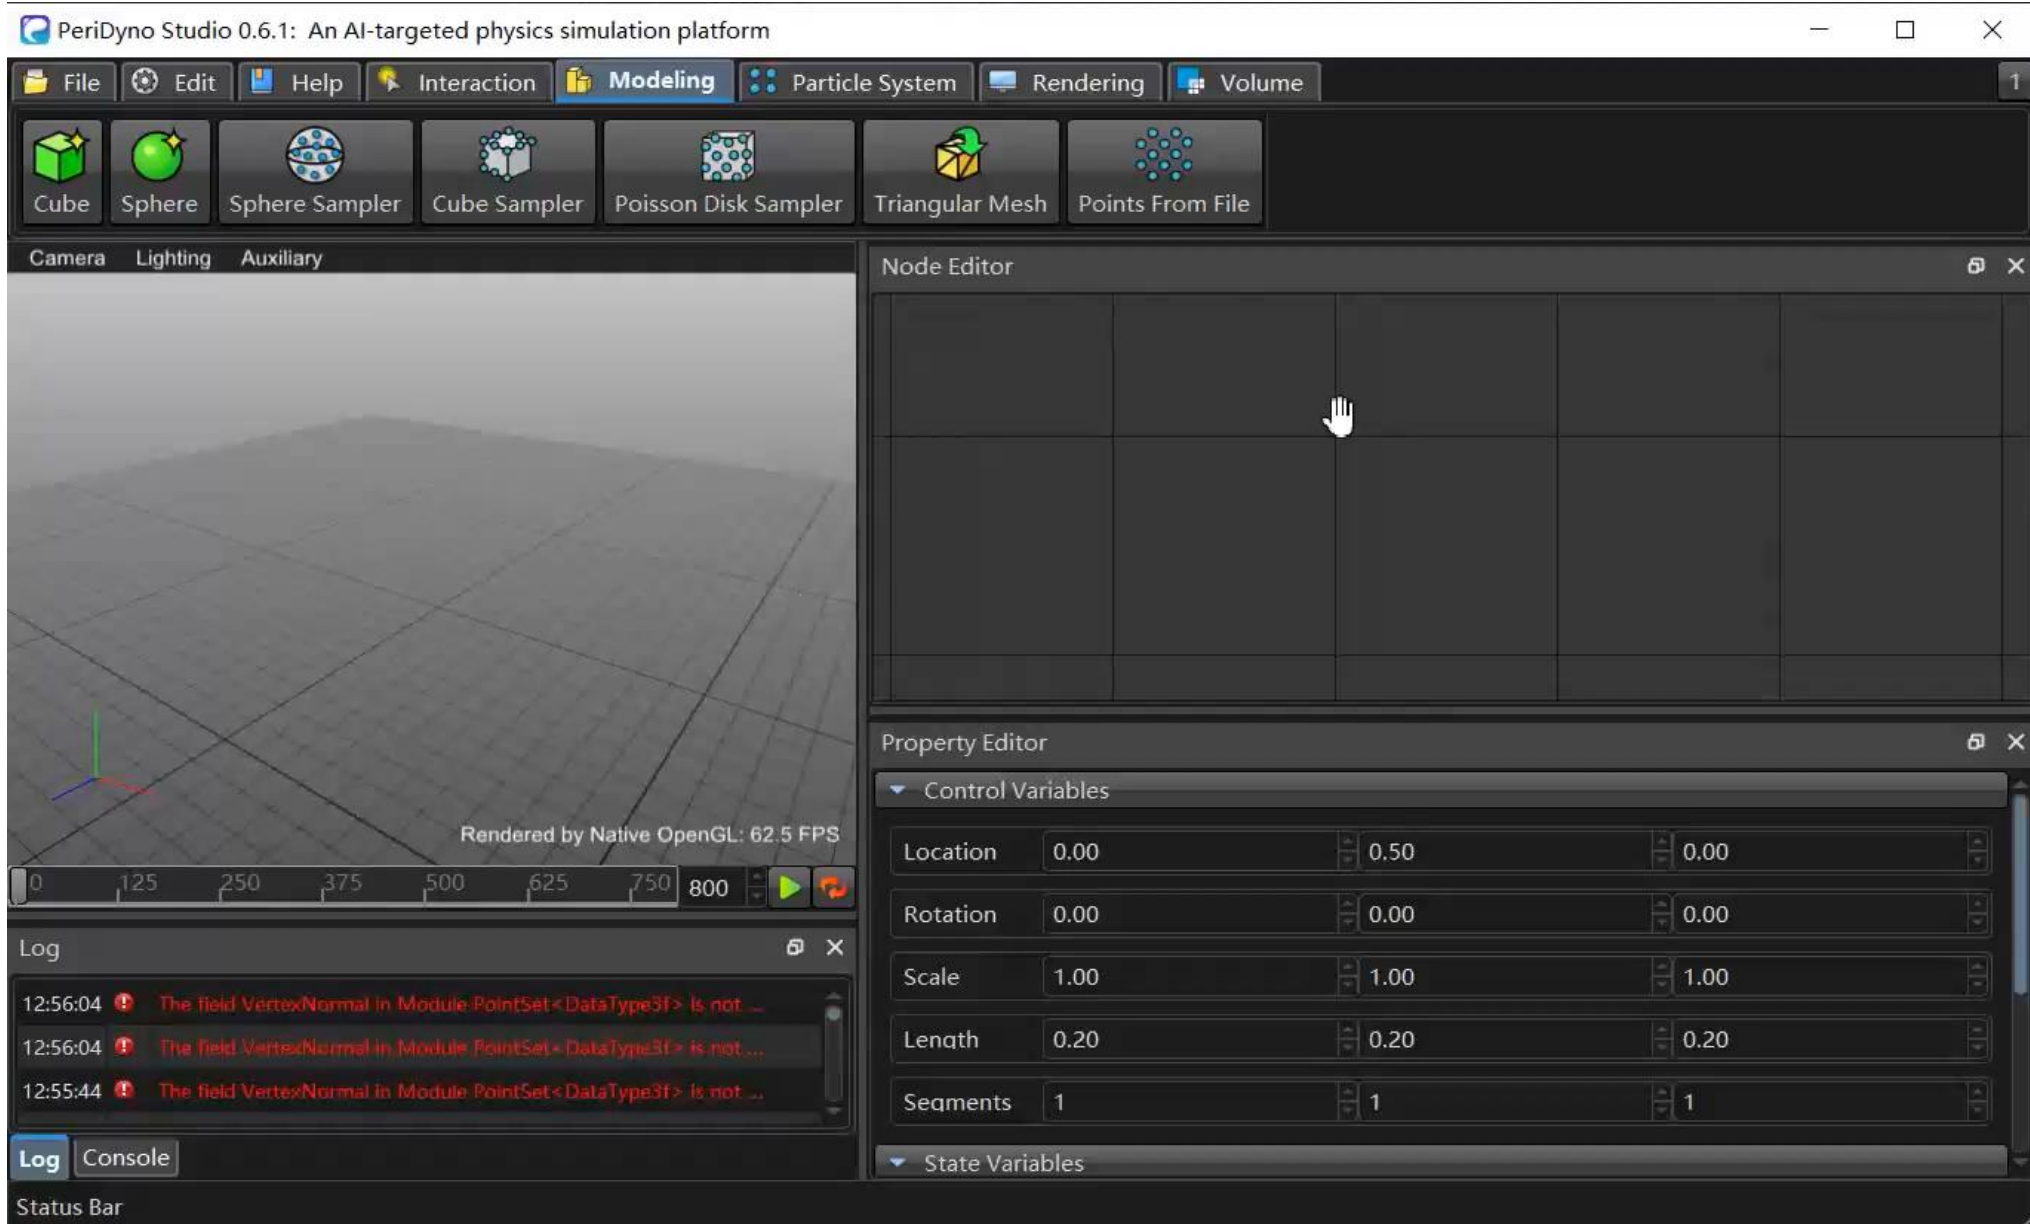 PeriDyno Studio 0.6.1: An AI-targeted physics simulation platform
File Edit Help Interaction Modeling Particle System Rendering Volume 1
Cube Sphere Sphere Sampler Cube Sampler Poisson Disk Sampler Triangular Mesh Points From File
Camera Lighting Auxiliary
Rendered by Native OpenGL: 62.5 FPS
0 125 250 375 500 625 750 800
Log
12:56:04 The field VertexNormal in Module PointSet<DataType3f> is not ...
12:56:04 The field VertexNormal in Module PointSet<DataType3f> is not ...
12:55:44 The field VertexNormal in Module PointSet<DataType3f> is not ...
Log Console
Node Editor
Property Editor
Control Variables
Location 0.00 0.50 0.00
Rotation 0.00 0.00 0.00
Scale 1.00 1.00 1.00
Length 0.20 0.20 0.20
Segments 1 1 1
State Variables
Status Bar